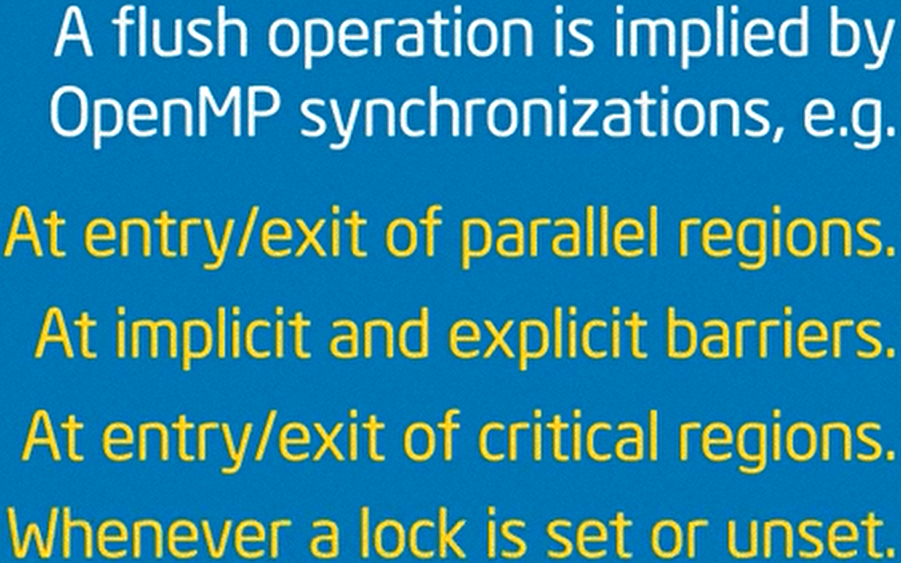 A flush operation is implied by
OpenMP synchronizations, e.g.
At entry/exit of parallel regions.
At implicit and explicit barriers.
At entry/exit of critical regions.
Whenever a lock is set or unset.